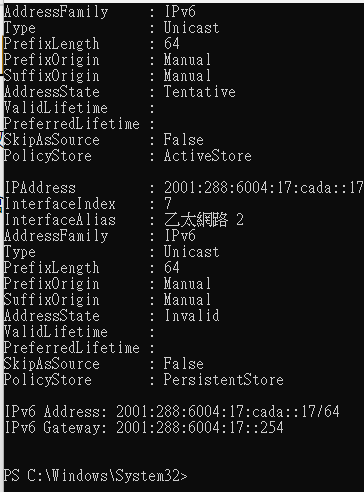 AddressFamily : IPv6
Type : Unicast
PrefixLength : 64
PrefixOrigin : Manual
SuffixOrigin : Manual
AddressState : Tentative
ValidLifetime :
PreferredLifetime :
SkipAsSource : False
PolicyStore : ActiveStore
IPAddress : 2001:288:6004:17:cada::17
InterfaceIndex : 7
InterfaceAlias : 乙太網路 2
AddressFamily : IPv6
Type : Unicast
PrefixLength : 64
PrefixOrigin : Manual
SuffixOrigin : Manual
AddressState : Invalid
ValidLifetime :
PreferredLifetime :
SkipAsSource : False
PolicyStore : PersistentStore
IPv6 Address: 2001:288:6004:17:cada::17/64
IPv6 Gateway: 2001:288:6004:17::254
PS C:\Windows\System32>